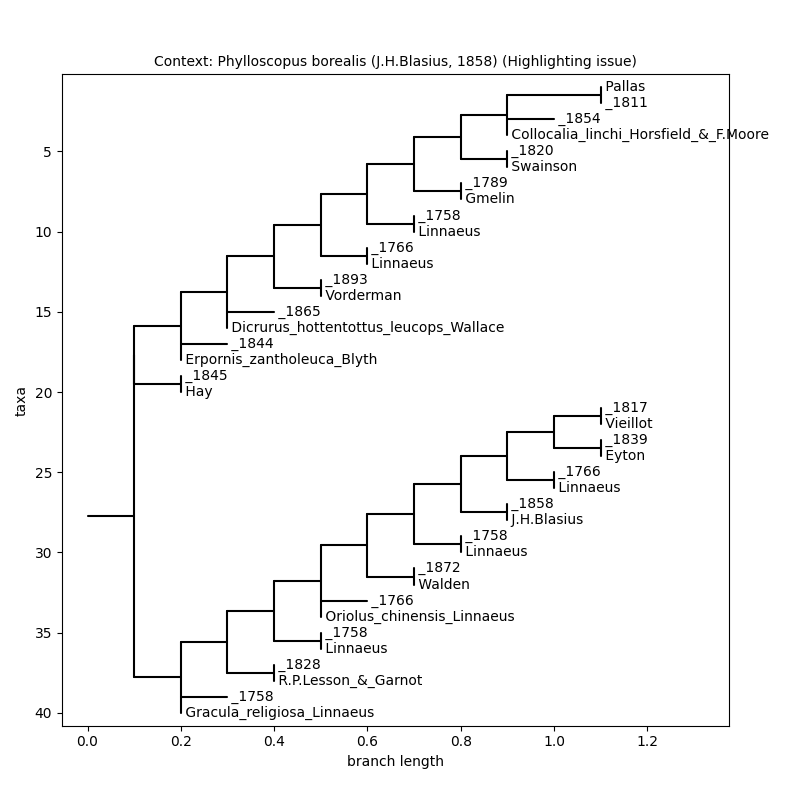 Context: Phylloscopus borealis (J.H.Blasius, 1858) (Highlighting issue)
Pallas
_1811
_1854
Collocalia_linchi_Horsfield_&_F.Moore
_1820
Swainson
_1789
Gmelin
_1758
Linnaeus
_1766
Linnaeus
_1893
Vorderman
_1865
Dicrurus_hottentottus_leucops_Wallace
_1844
Erpornis_zantholeuca_Blyth
_1845
Hay
_1817
Vieillot
_1839
Eyton
_1766
Linnaeus
_1858
J.H.Blasius
_1758
Linnaeus
_1872
Walden
_1766
Oriolus_chinensis_Linnaeus
_1758
Linnaeus
_1828
R.P.Lesson_&_Garnot
_1758
Gracula_religiosa_Linnaeus
5
10
15
20
25
30
35
40
taxa
0.0 0.2 0.4 0.6 0.8 1.0 1.2
branch length